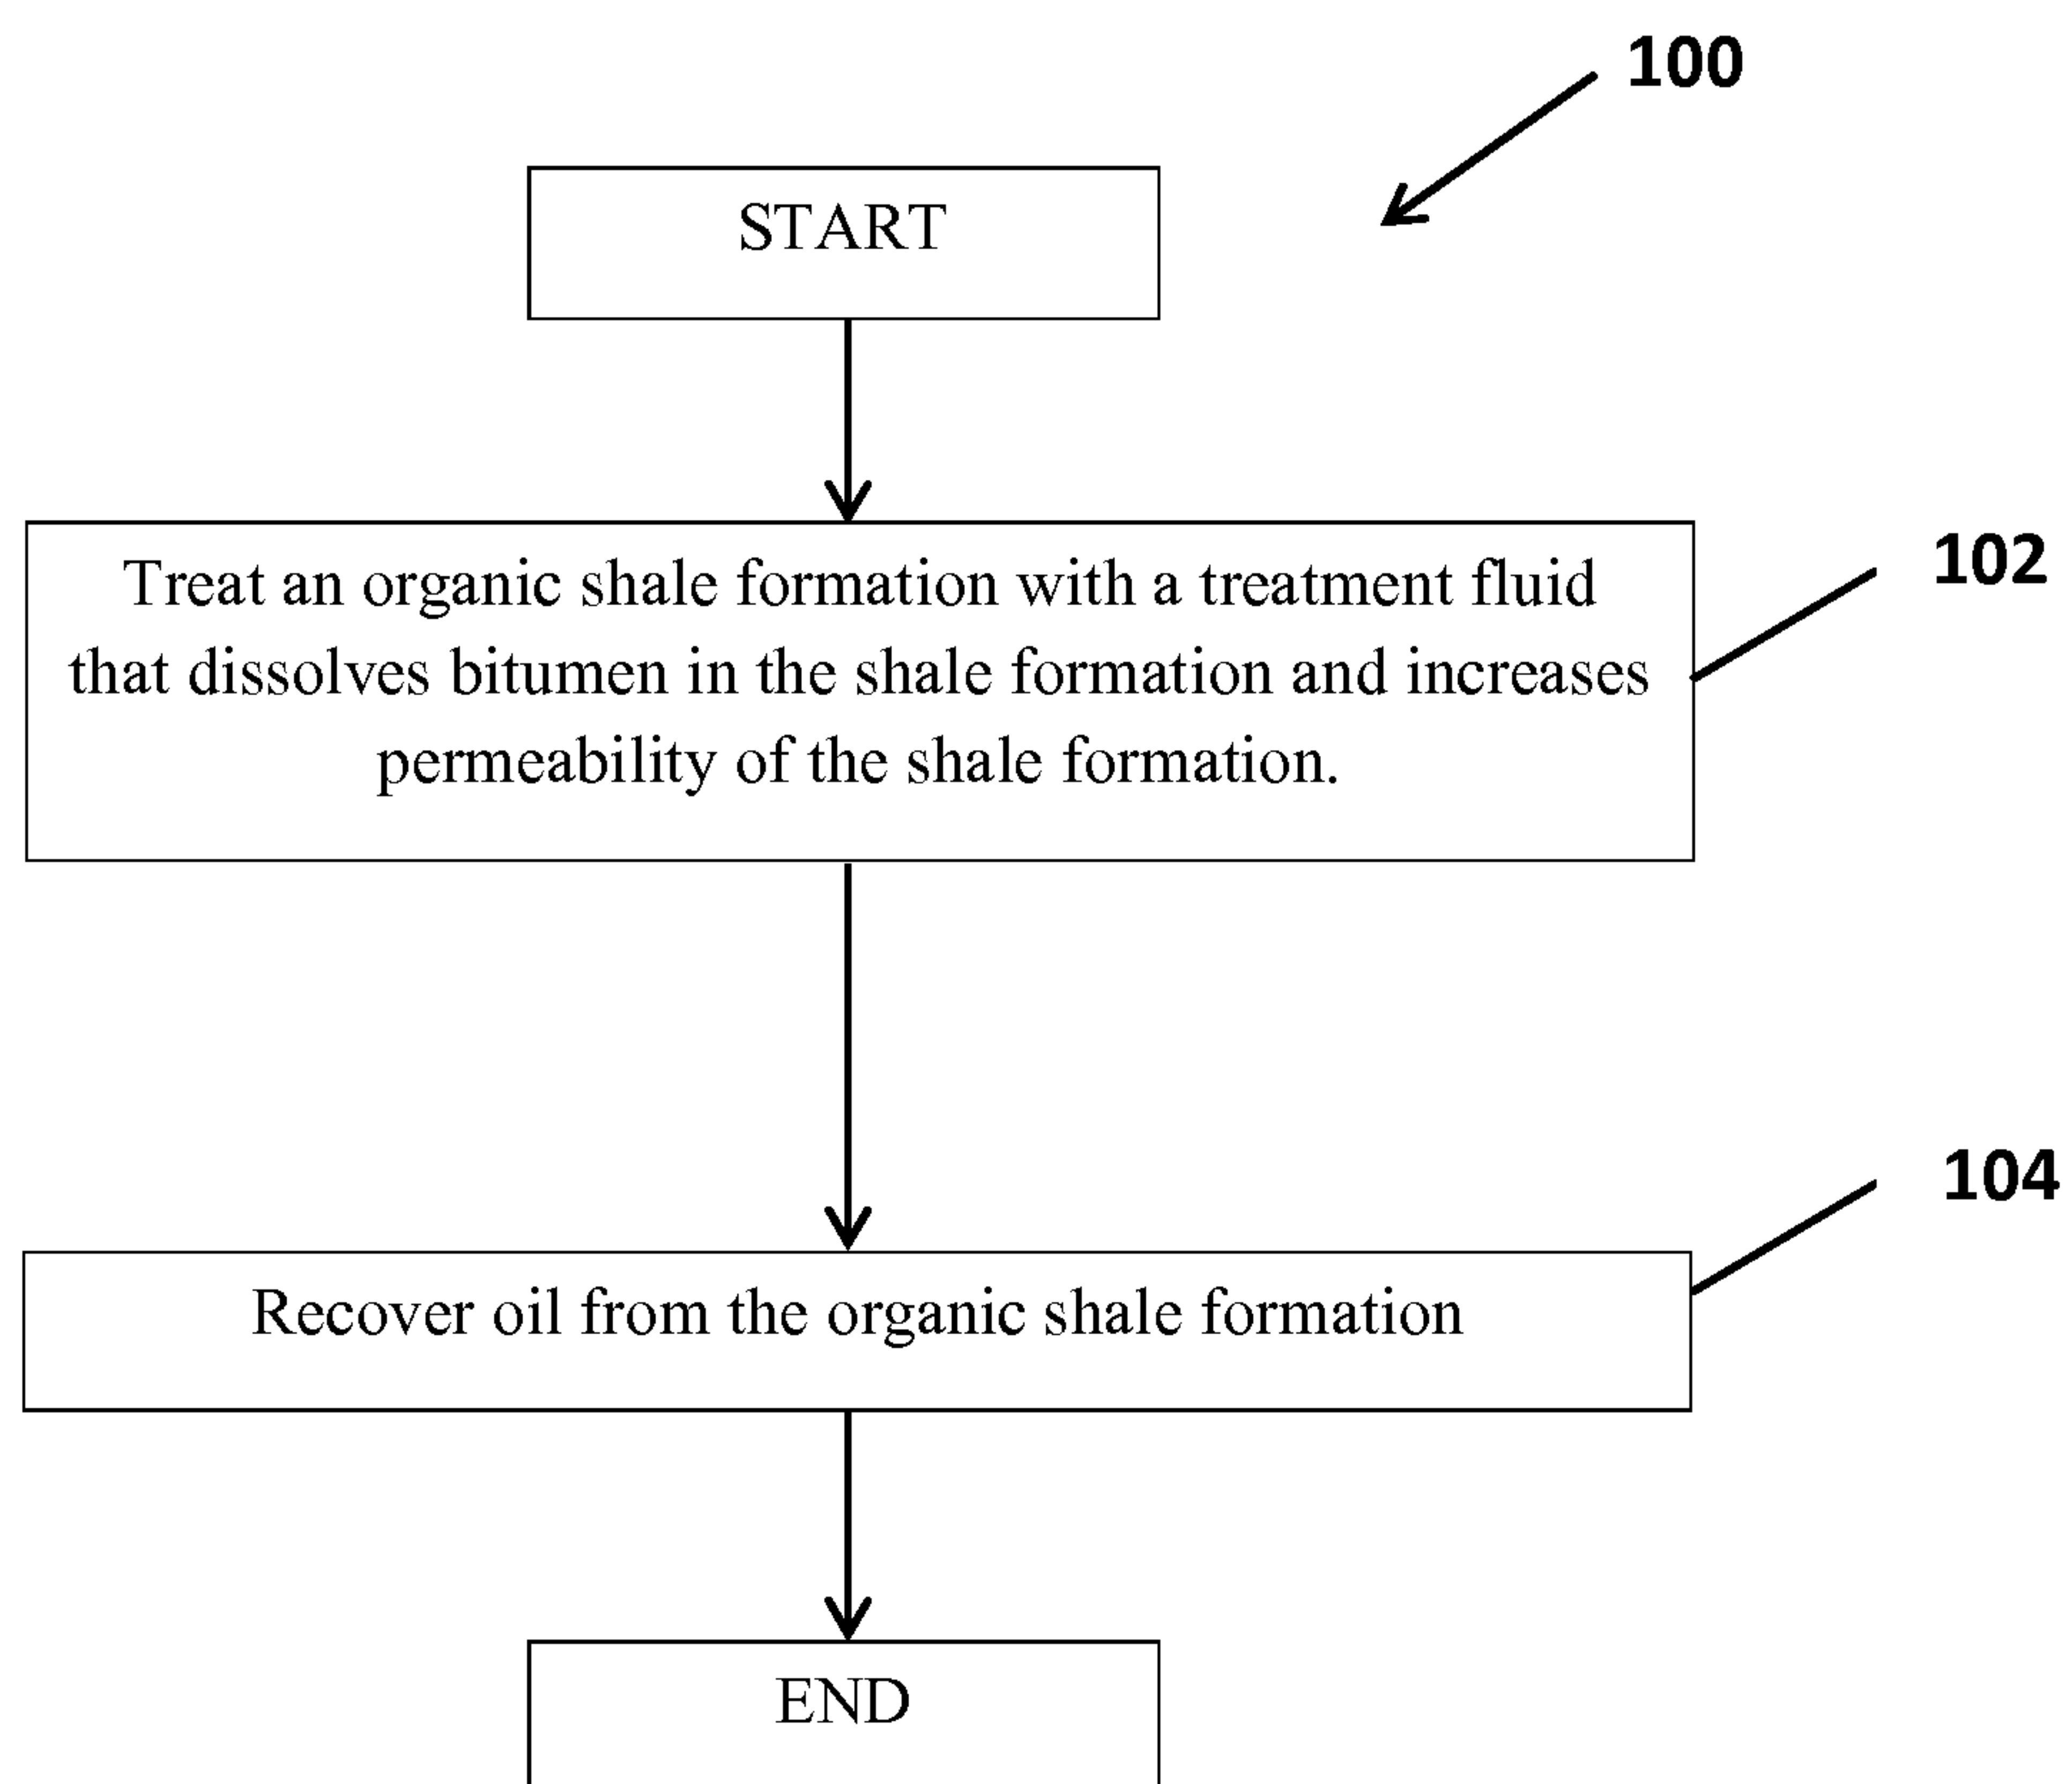 100
START
Treat an organic shale formation with a treatment fluid
that dissolves bitumen in the shale formation and increases
permeability of the shale formation.
102
104
Recover oil from the organic shale formation
END